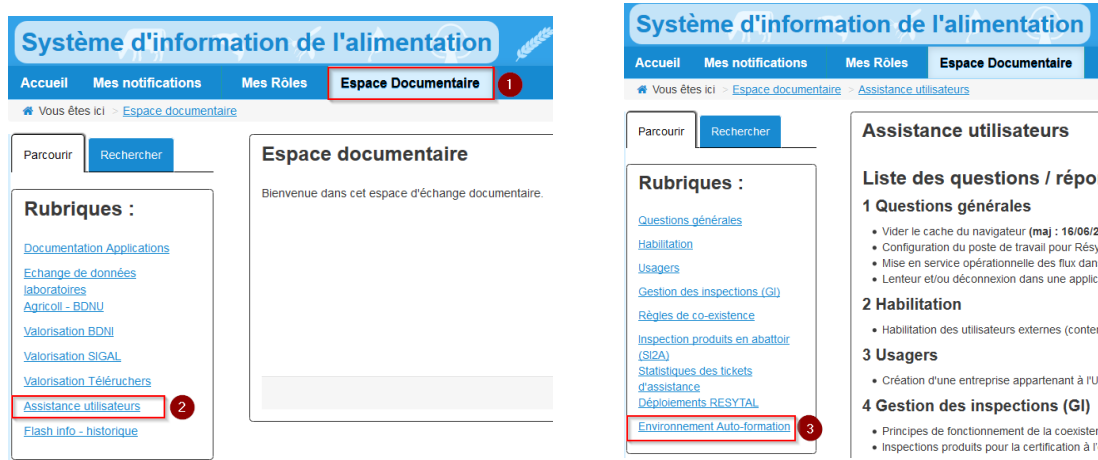 Système d'information de l'alimentation
Accueil Mes notifications Mes Rôles Espace Documentaire 1
Vous êtes ici > Espace documentaire
Parcourir Rechercher
Rubriques :
Documentation Applications
Echange de données
laboratoires
Agricoll - BDNU
Valorisation BDNI
Valorisation SIGAL
Valorisation Téléruchers
Assistance utilisateurs 2
Flash info - historique
Espace documentaire
Bienvenue dans cet espace d'échange documentaire.
Système d'information de l'alimentation
Accueil Mes notifications Mes Rôles Espace Documentaire
Vous êtes ici > Espace documentaire > Assistance utilisateurs
Parcourir Rechercher
Rubriques :
Questions générales
Habilitation
Usagers
Gestion des inspections (GI)
Règles de co-existence
Inspection produits en abattoir
(SI2A)
Statistiques des tickets
d'assistance
Déploiements RESYTAL
Environnement Auto-formation 3
Assistance utilisateurs
Liste des questions / répo
1 Questions générales
• Vider le cache du navigateur (maj : 16/06/2
• Configuration du poste de travail pour Résy
• Mise en service opérationnelle des flux dan
• Lenteur et/ou déconnexion dans une applic
2 Habilitation
• Habilitation des utilisateurs externes (conter
3 Usagers
• Création d'une entreprise appartenant à l'U
4 Gestion des inspections (GI)
• Principes de fonctionnement de la coexister
• Inspections produits pour la certification à l'